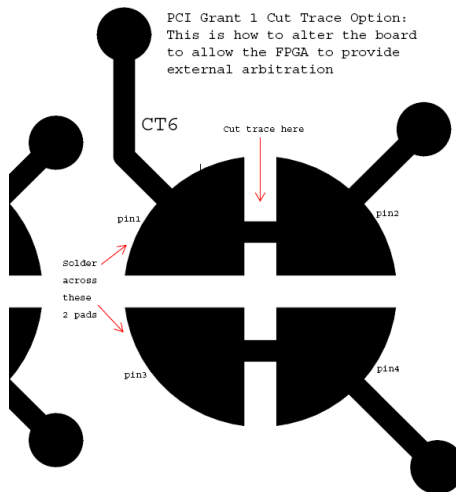 PCI Grant 1 Cut Trace Option:
This is how to alter the board
to allow the FPGA to provide
external arbitration
CT6
Cut trace here
pin1
pin2
Solder
across
these
2 pads
pin3
pin4